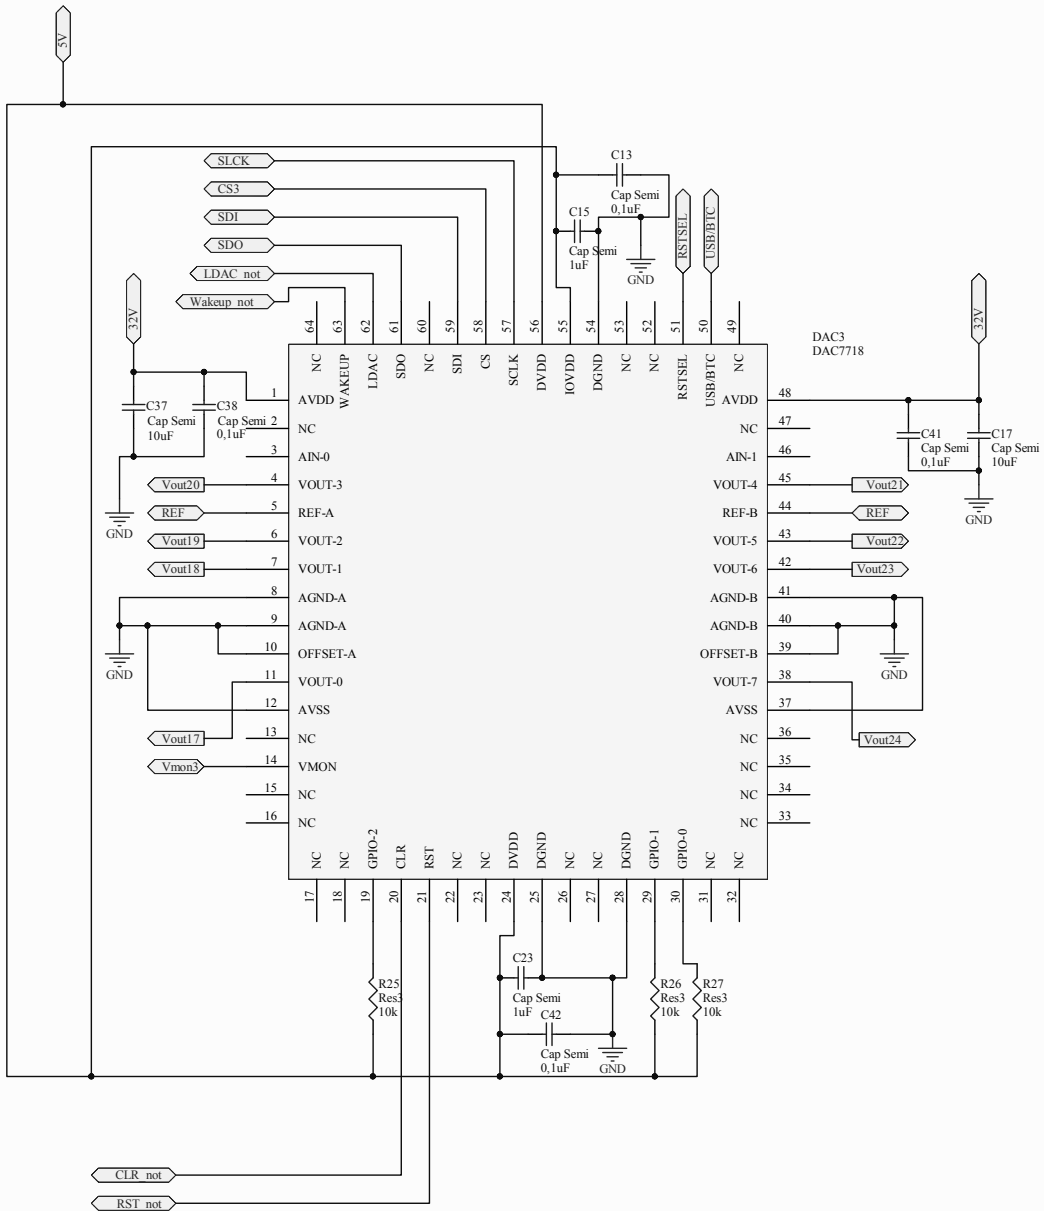 5V
SLCK
CS3
SDI
SDO
LDAC_not
Wakeup_not
C13
Cap Semi
0,1uF
C15
Cap Semi
1uF
GND
RSTSEL
USB/BTC
32V
32V
DAC3
DAC7718
64 63 62 61 60 59 58 57 56 55 54 53 52 51 50 49
NC WAKEUP LDAC SDO NC SDI CS SCLK DVDD IOVDD DGND NC NC RSTSEL USB/BTC NC
C37
Cap Semi
10uF
C38
Cap Semi
0,1uF
GND
C41
Cap Semi
0,1uF
C17
Cap Semi
10uF
GND
1 AVDD AVDD 48
2 NC NC 47
3 AIN-0 AIN-1 46
Vout20 4 VOUT-3 VOUT-4 45 Vout21
REF 5 REF-A REF-B 44 REF
Vout19 6 VOUT-2 VOUT-5 43 Vout22
Vout18 7 VOUT-1 VOUT-6 42 Vout23
8 AGND-A AGND-B 41
9 AGND-A AGND-B 40
10 OFFSET-A OFFSET-B 39
GND GND
11 VOUT-0 VOUT-7 38
12 AVSS AVSS 37
Vout17 13 NC NC 36 Vout24
Vmon3 14 VMON NC 35
15 NC NC 34
16 NC NC 33
NC NC GPIO-2 CLR RST NC NC DVDD DGND NC NC DGND GPIO-1 GPIO-0 NC NC
17 18 19 20 21 22 23 24 25 26 27 28 29 30 31 32
R25
Res3
10k
C23
Cap Semi
1uF
C42
Cap Semi
0,1uF
GND
R26
Res3
10k
R27
Res3
10k
CLR_not
RST_not